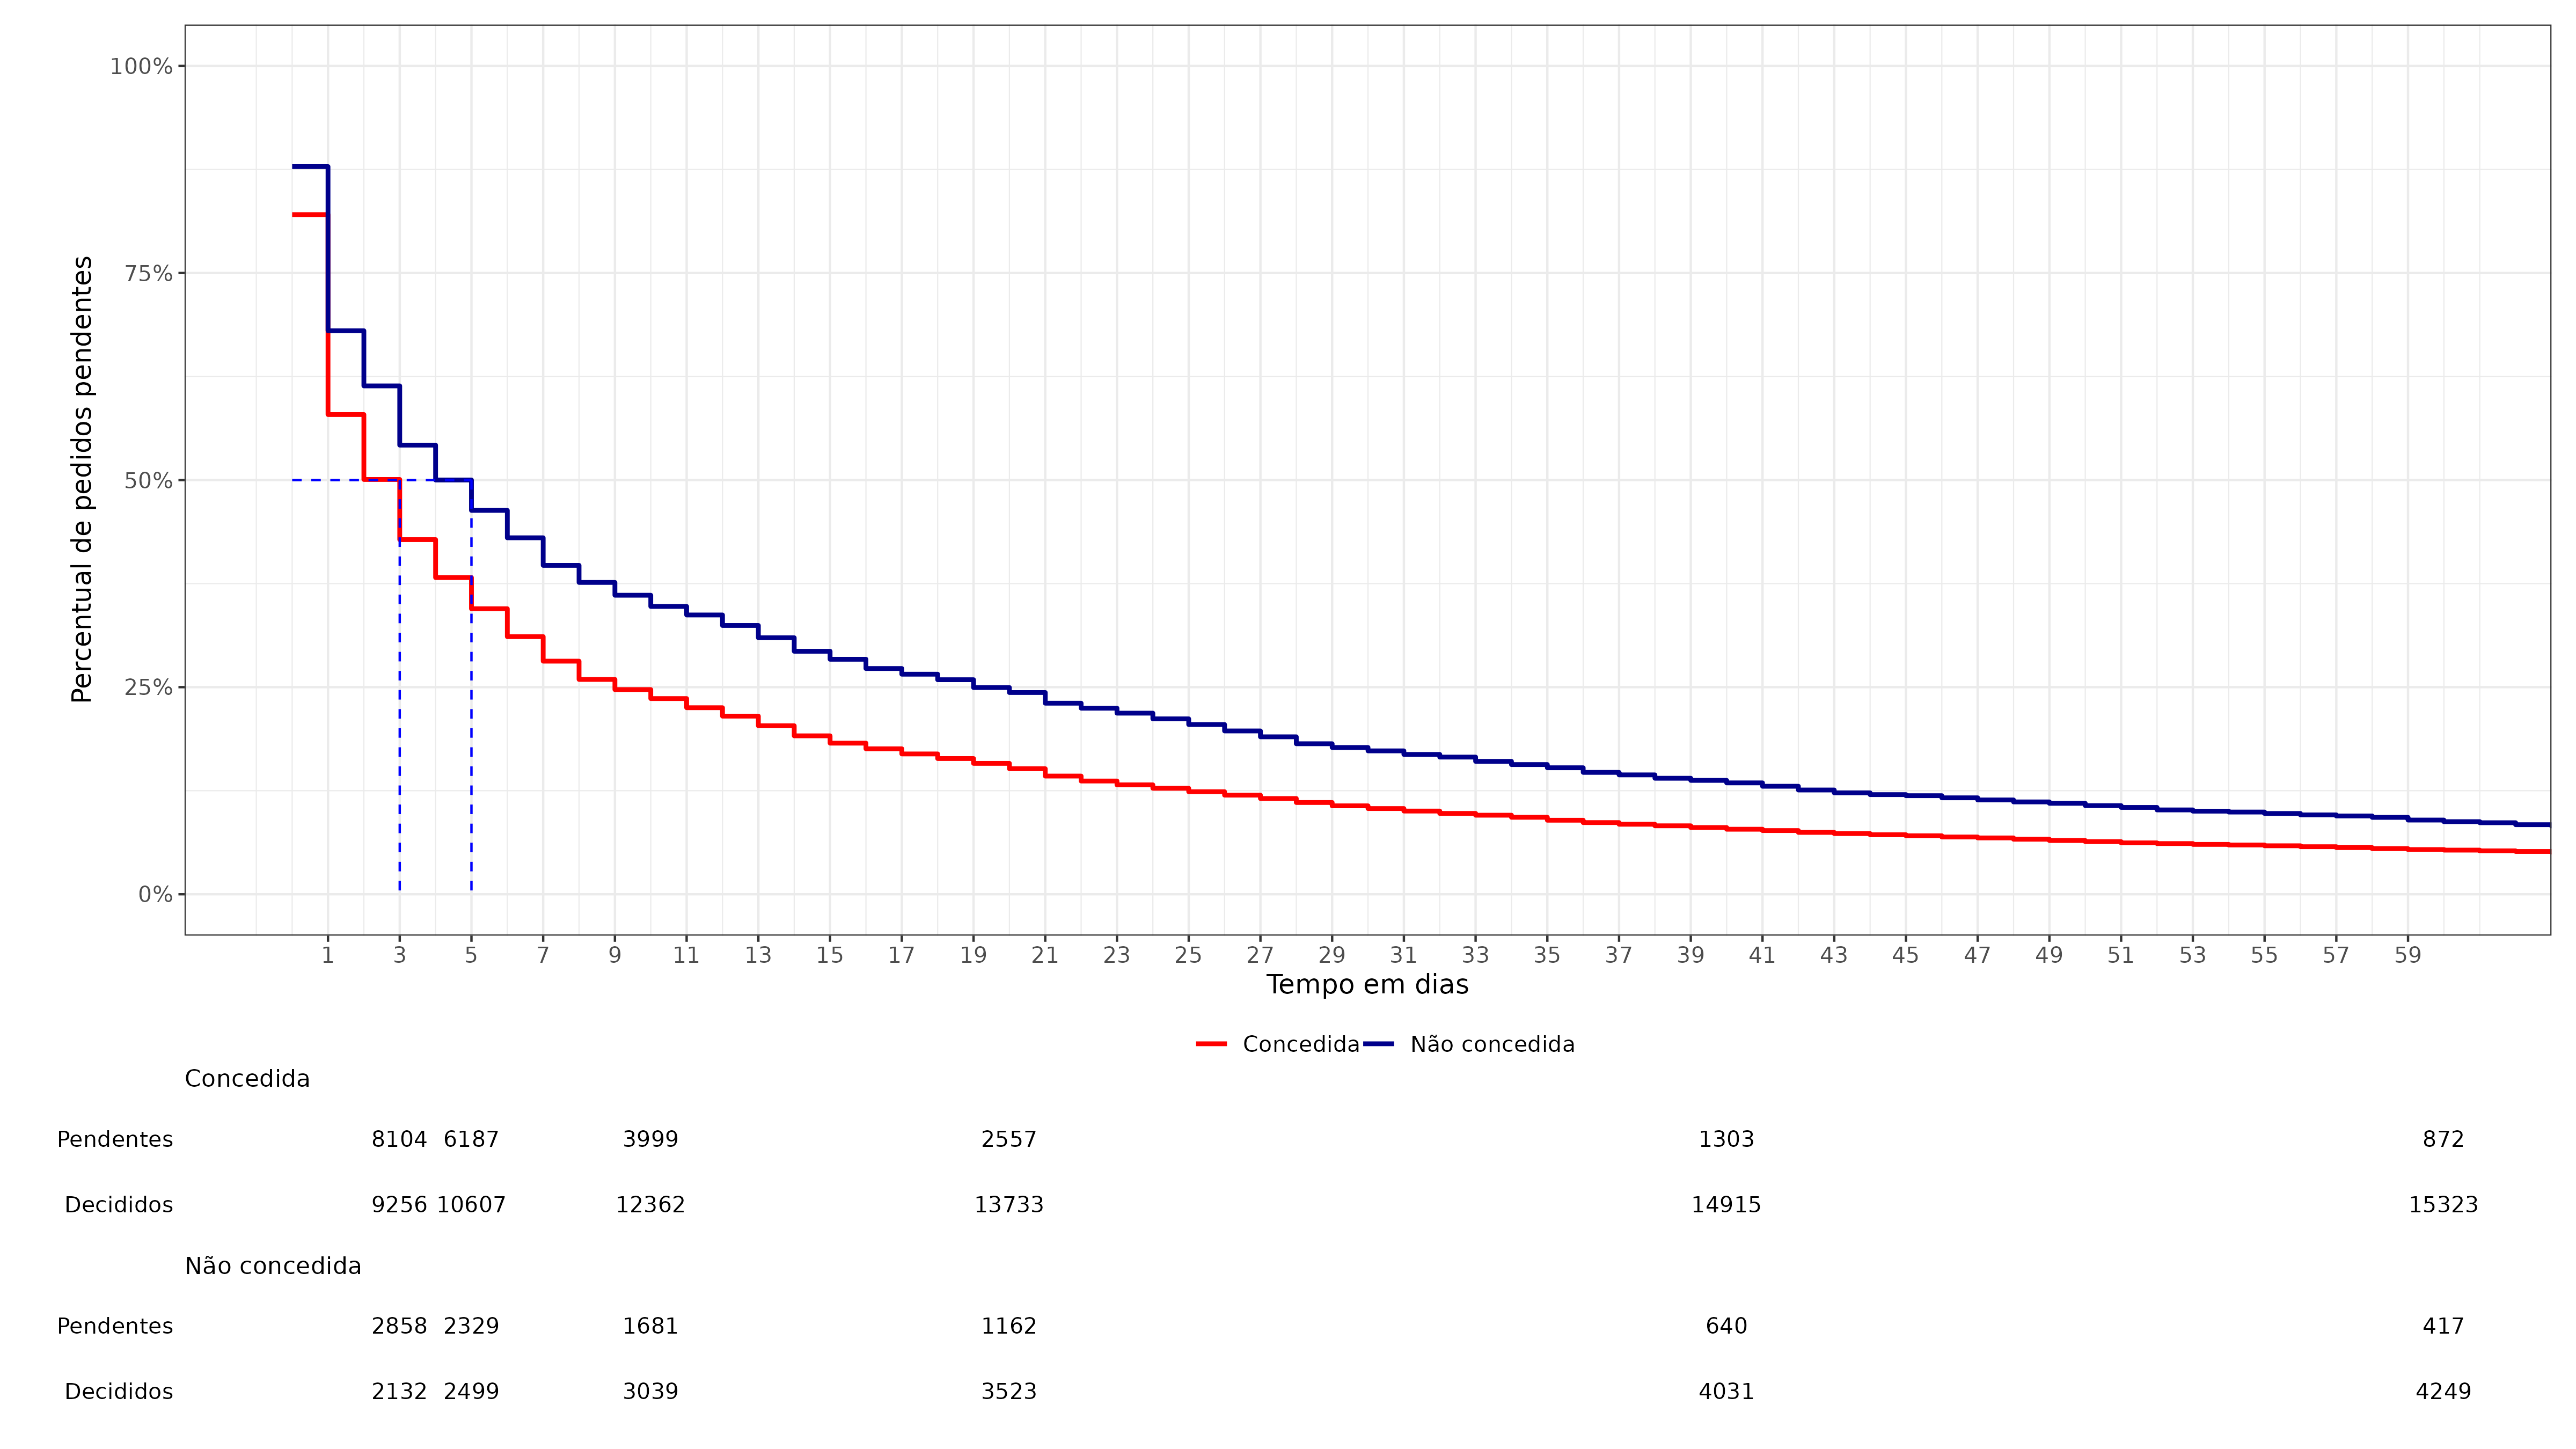 100%
75%
50%
25%
0%
Percentual de pedidos pendentes
1 3 5 7 9 11 13 15 17 19 21 23 25 27 29 31 33 35 37 39 41 43 45 47 49 51 53 55 57 59
Tempo em dias
Concedida Não concedida
Concedida
Pendentes 8104 6187 3999 2557 1303 872
Decididos 9256 10607 12362 13733 14915 15323
Não concedida
Pendentes 2858 2329 1681 1162 640 417
Decididos 2132 2499 3039 3523 4031 4249